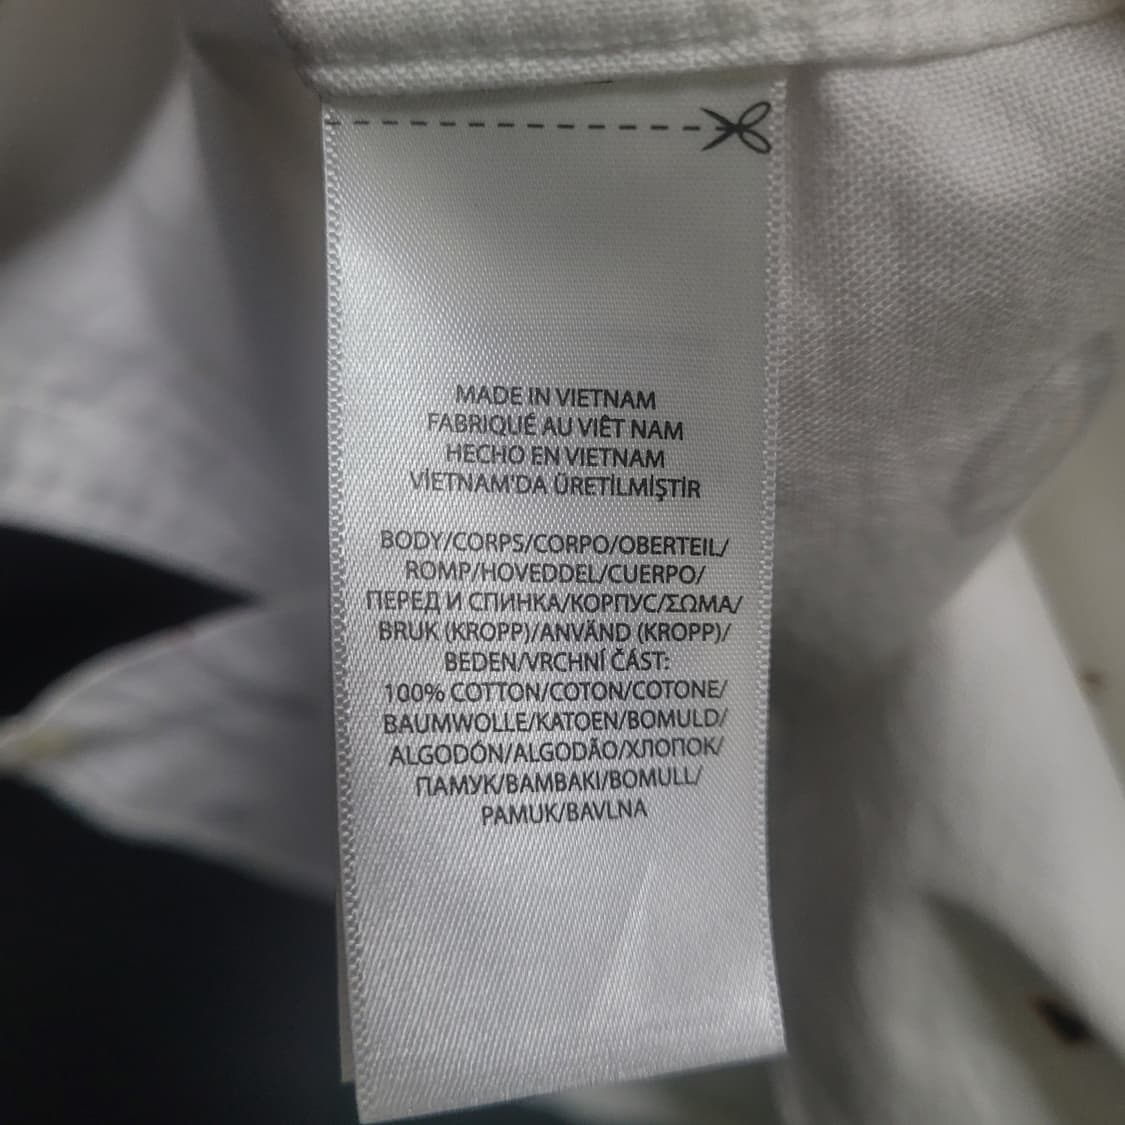 MADE IN VIETNAM
FABRIQUÉ AU VIÊT NAM
HECHO EN VIETNAM
VİETNAM'DA ÜRETİLMİŞTİR
BODY/CORPS/CORPO/OBERTEIL/
ROMP/HOVEDDEL/CUERPO/
ПЕРЕД И СПИНКА/КОРПУС/ΣΩΜΑ/
BRUK (KROPP)/ANVÄND (KROPP)/
BEDEN/VRCHNÍ ČÁST:
100% COTTON/COTON/COTONE/
BAUMWOLLE/KATOEN/BOMULD/
ALGODÓN/ALGODÃO/ХЛОПОК/
ПАМУК/ΒΑΜΒΑΚΙ/BOMULL/
PAMUK/BAVLNA